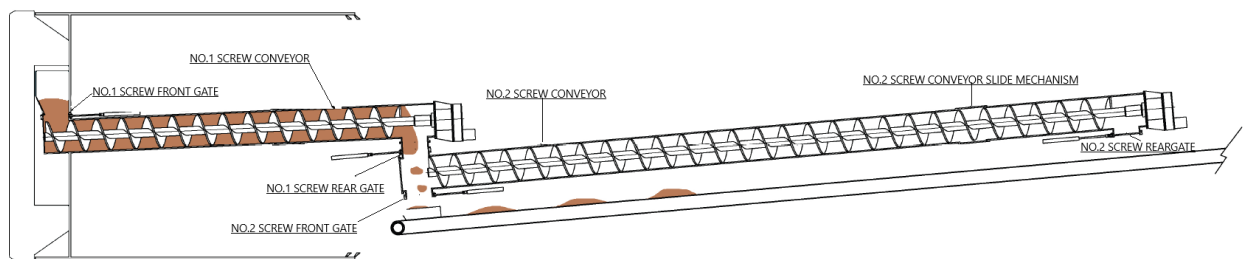 NO.1 SCREW CONVEYOR
NO.2 SCREW CONVEYOR SLIDE MECHANISM
NO.1 SCREW FRONT GATE
NO.2 SCREW CONVEYOR
NO.2 SCREW REARGATE
NO.1 SCREW REAR GATE
NO.2 SCREW FRONT GATE